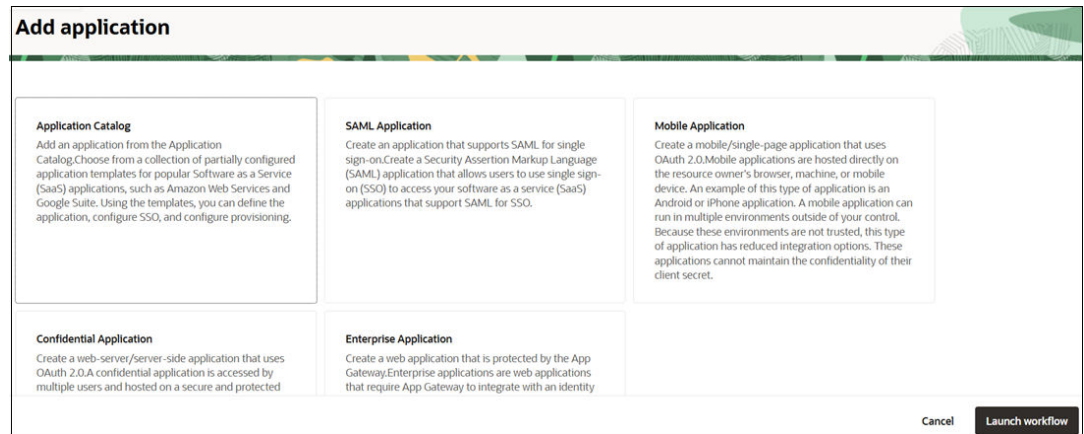 Add application
Application Catalog
Add an application from the Application
Catalog.Choose from a collection of partially configured
application templates for popular Software as a Service
(SaaS) applications, such as Amazon Web Services and
Google Suite. Using the templates, you can define the
application, configure SSO, and configure provisioning.
SAML Application
Create an application that supports SAML for single
sign-on.Create a Security Assertion Markup Language
(SAML) application that allows users to use single sign-
on (SSO) to access your software as a service (SaaS)
applications that support SAML for SSO.
Mobile Application
Create a mobile/single-page application that uses
OAuth 2.0.Mobile applications are hosted directly on
the resource owner's browser, machine, or mobile
device. An example of this type of application is an
Android or iPhone application. A mobile application can
run in multiple environments outside of your control.
Because these environments are not trusted, this type
of application has reduced integration options. These
applications cannot maintain the confidentiality of their
client secret.
Confidential Application
Create a web-server/server-side application that uses
OAuth 2.0.A confidential application is accessed by
multiple users and hosted on a secure and protected
Enterprise Application
Create a web application that is protected by the App
Gateway.Enterprise applications are web applications
that require App Gateway to integrate with an identity
Cancel
Launch workflow